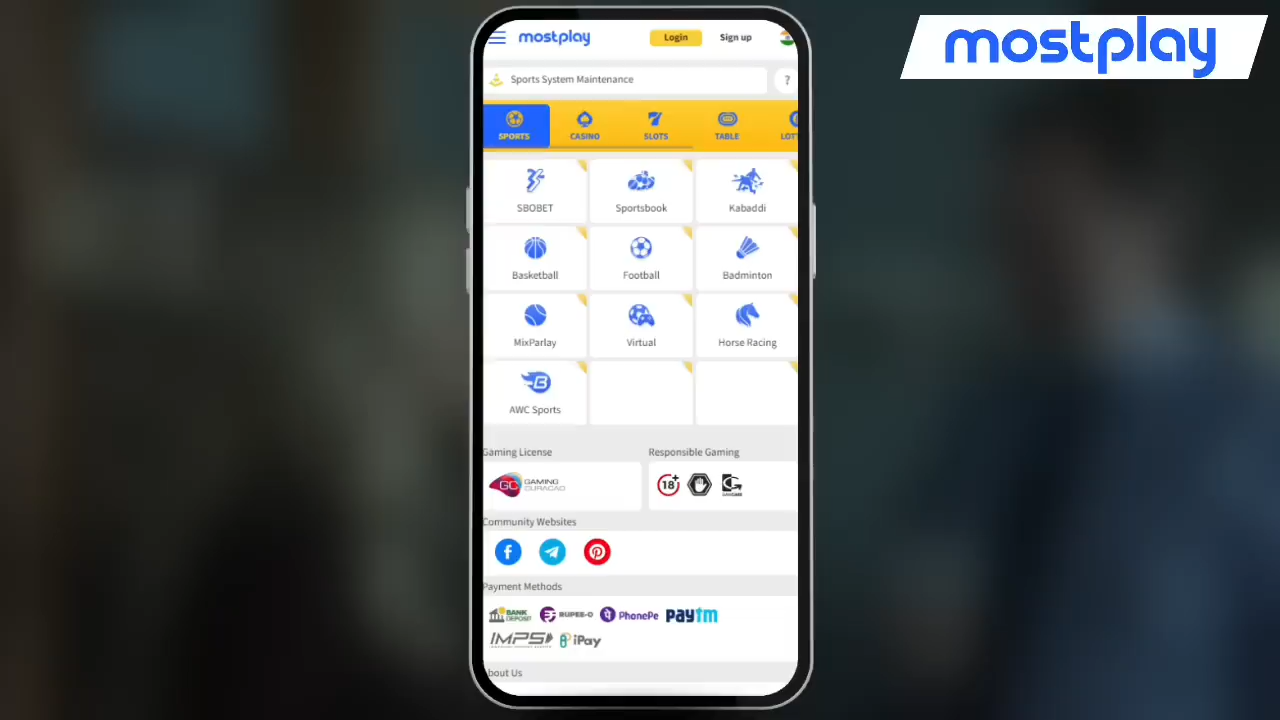 mostplay
mostplay Login Sign up
Sports System Maintenance ?
SPORTS CASINO SLOTS TABLE LOTT
SBOBET Sportsbook Kabaddi
Basketball Football Badminton
MixParlay Virtual Horse Racing
AWC Sports
Gaming License Responsible Gaming
GC GAMING CURACAO 18+ G
Community Websites
Payment Methods
BANK DEPOSIT RUPEE-O PhonePe paytm
IMPS iPay
bout Us